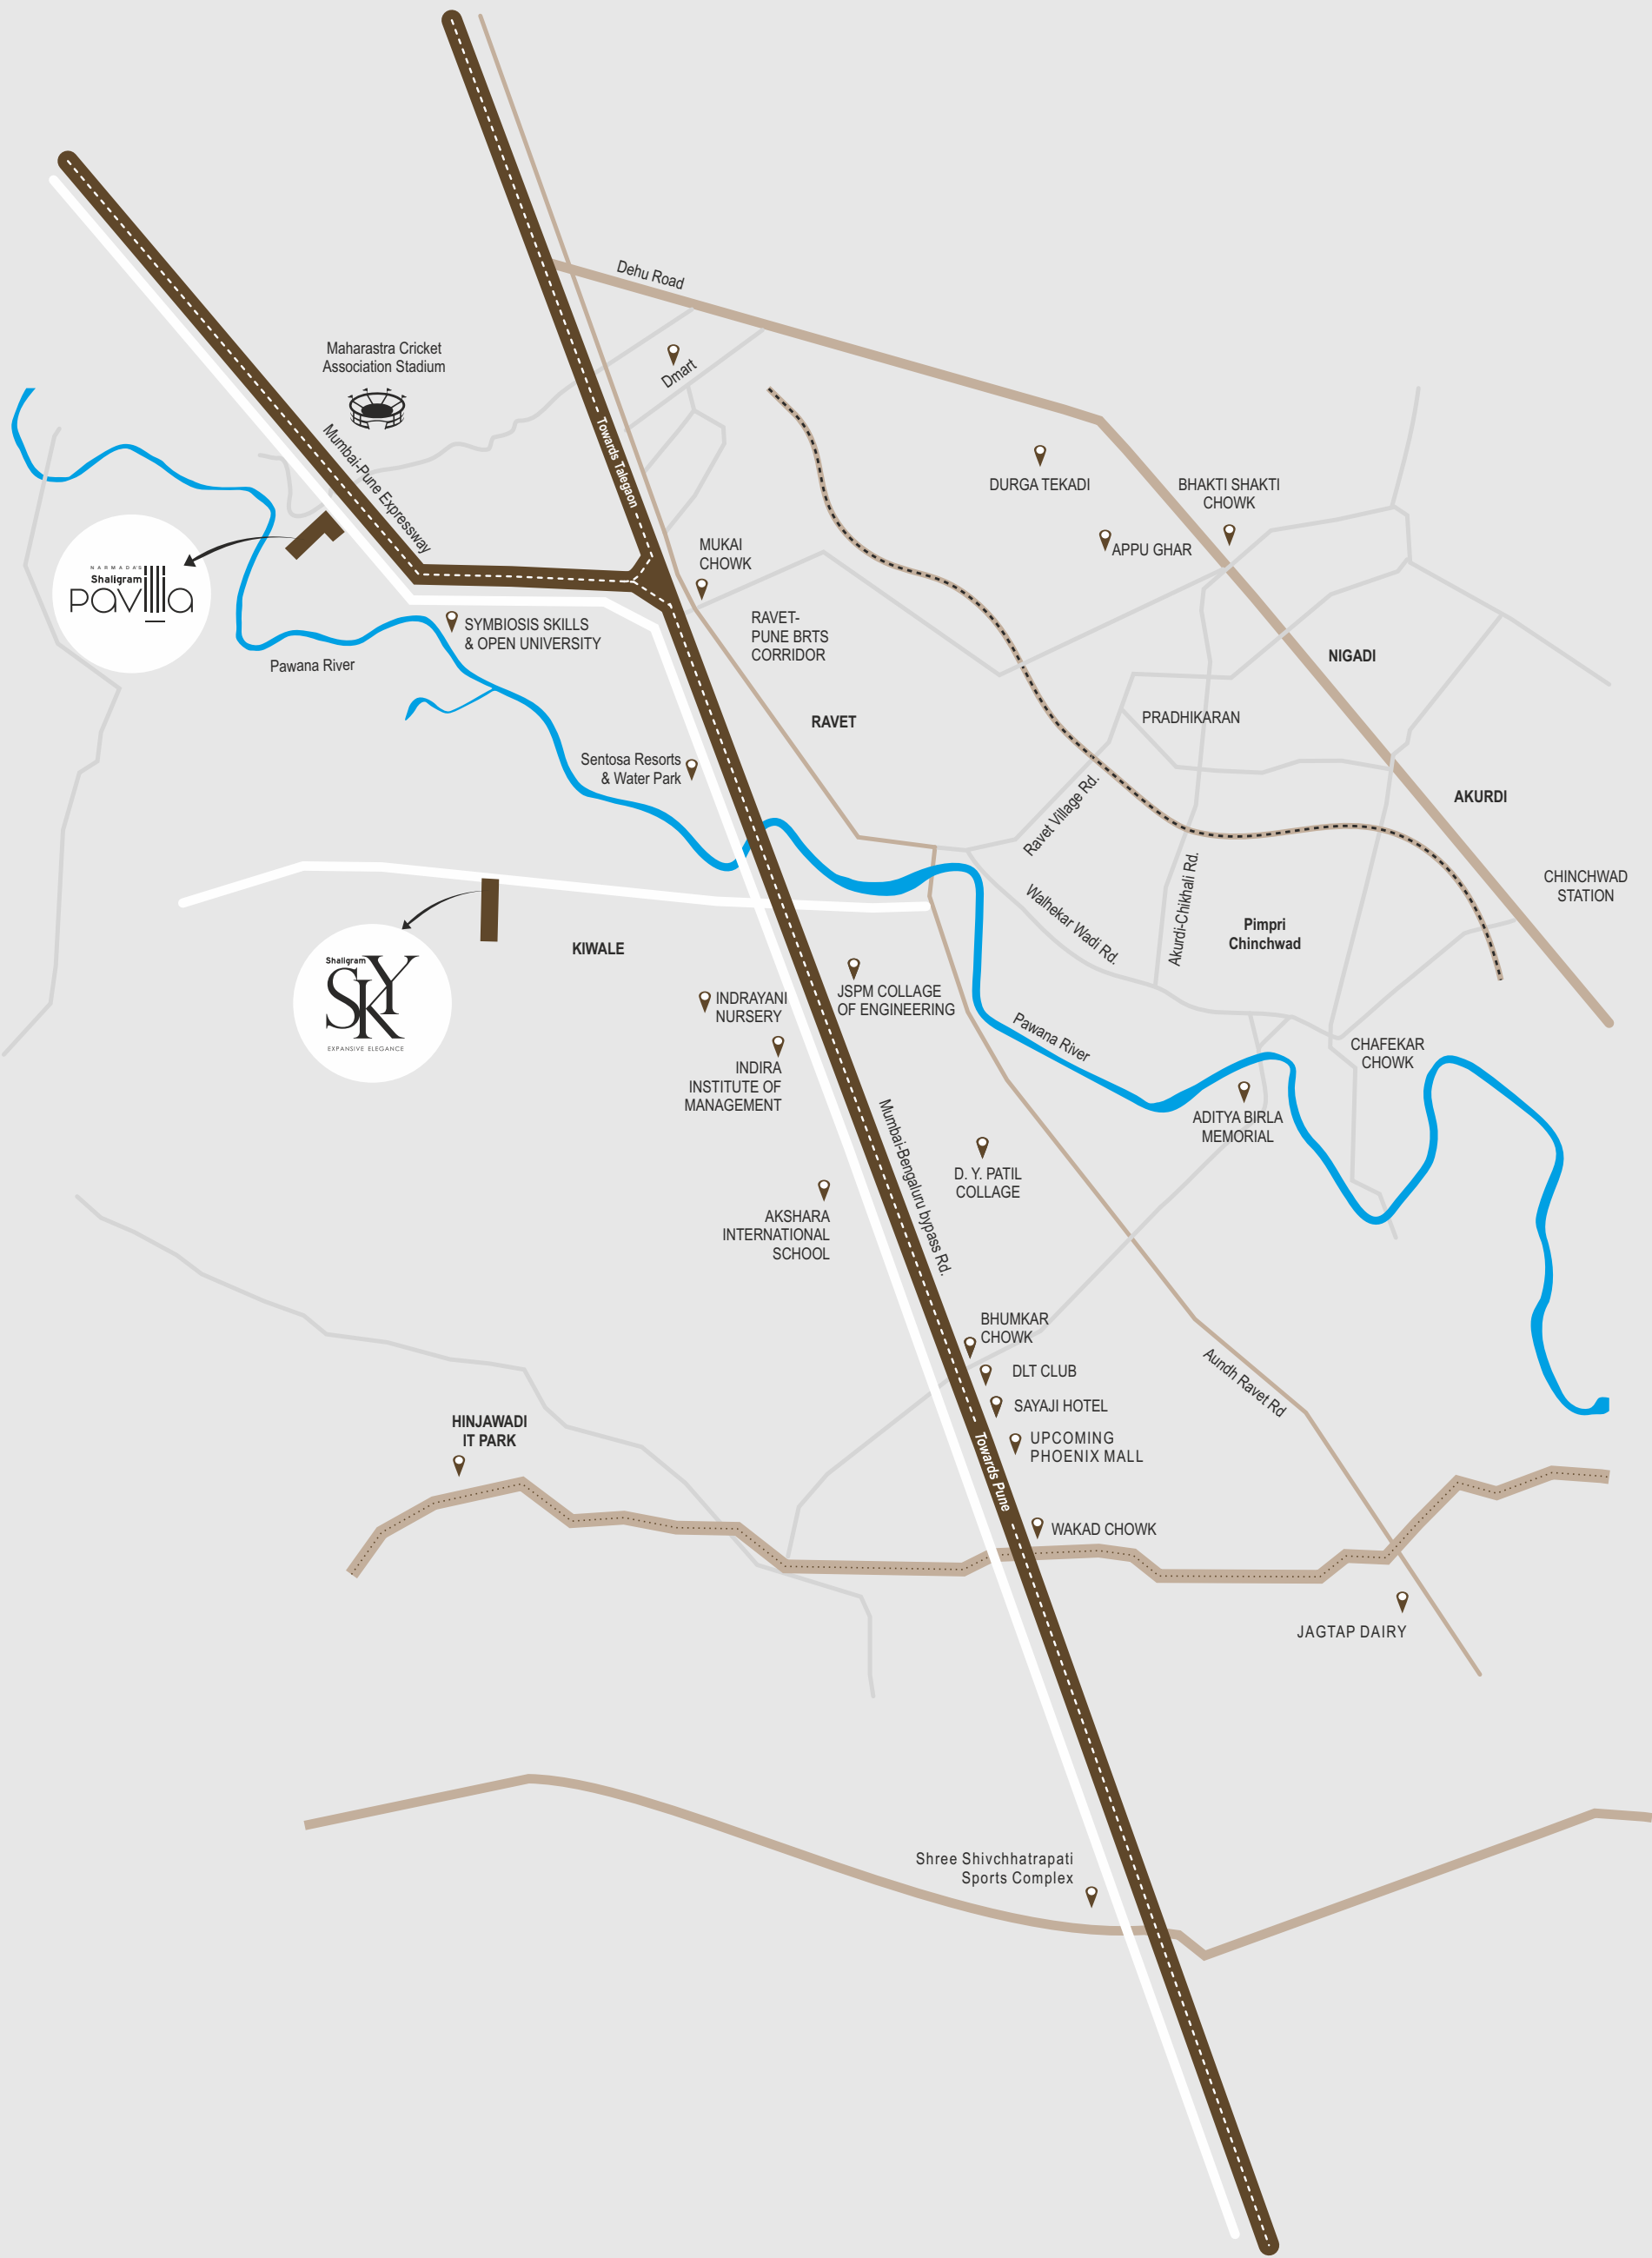 Dehu Road
Maharastra Cricket
Association Stadium
Dmart
Mumbai-Pune Expressway
Towards Talegaon
DURGA TEKADI
BHAKTI SHAKTI
CHOWK
APPU GHAR
MUKAI
CHOWK
NARMADA'S
Shaligram
pavilla
SYMBIOSIS SKILLS
& OPEN UNIVERSITY
RAVET-
PUNE BRTS
CORRIDOR
Pawana River
NIGADI
RAVET
PRADHIKARAN
Sentosa Resorts
& Water Park
AKURDI
Ravet Village Rd.
CHINCHWAD
STATION
Walhekar Wadi Rd.
Akurdi-Chikhali Rd.
Pimpri
Chinchwad
KIWALE
Shaligram
SKY
EXPANSIVE ELEGANCE
INDRAYANI
NURSERY
JSPM COLLAGE
OF ENGINEERING
Pawana River
CHAFEKAR
CHOWK
INDIRA
INSTITUTE OF
MANAGEMENT
ADITYA BIRLA
MEMORIAL
Mumbai-Bengaluru bypass Rd.
D. Y. PATIL
COLLAGE
AKSHARA
INTERNATIONAL
SCHOOL
BHUMKAR
CHOWK
DLT CLUB
Aundh Ravet Rd
SAYAJI HOTEL
HINJAWADI
IT PARK
UPCOMING
PHOENIX MALL
Towards Pune
WAKAD CHOWK
JAGTAP DAIRY
Shree Shivchhatrapati
Sports Complex